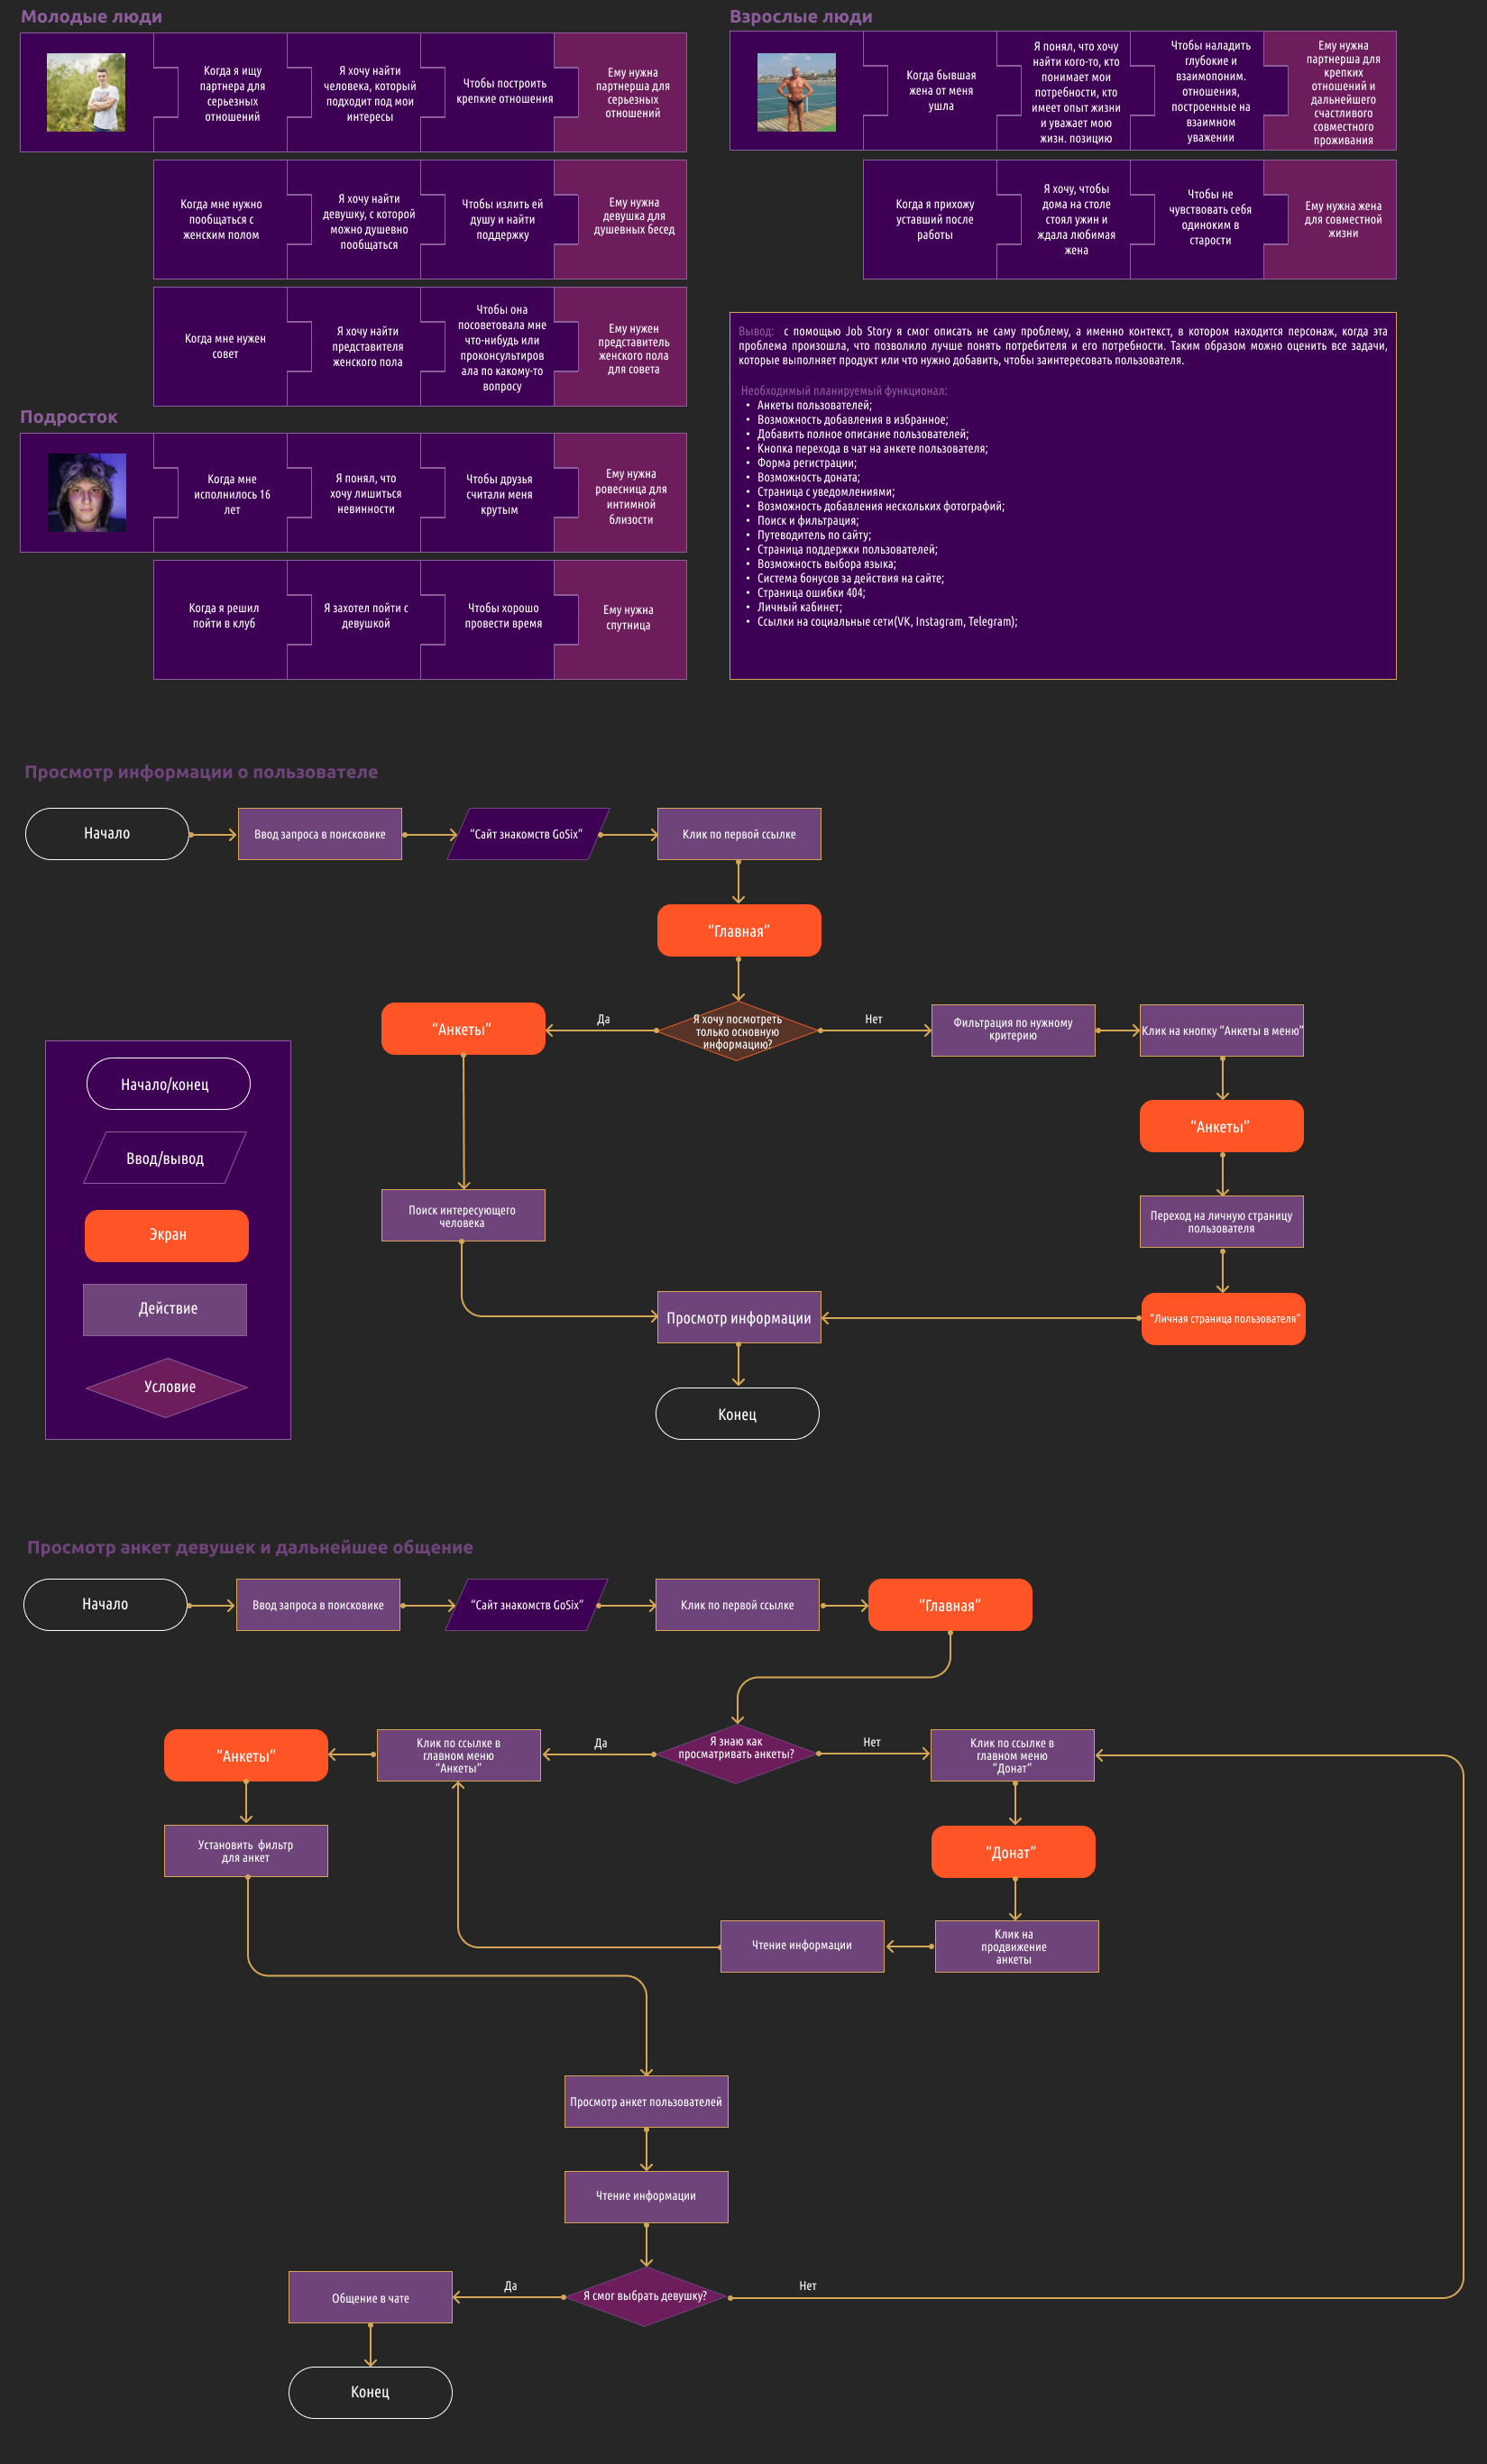 Молодые люди
Когда я ищу
партнера для
серьезных
отношений
Я хочу найти
человека, который
подходит под мои
интересы
Чтобы построить
крепкие отношения
Ему нужна
партнерша для
серьезных
отношений
Когда мне нужно
пообщаться с
женским полом
Я хочу найти
девушку, с которой
можно душевно
пообщаться
Чтобы излить ей
душу и найти
поддержку
Ему нужна
девушка для
душевных бесед
Когда мне нужен
совет
Я хочу найти
представителя
женского пола
Чтобы она
посоветовала мне
что-нибудь или
проконсультиров
ала по какому-то
вопросу
Ему нужен
представитель
женского пола
для совета
Подросток
Когда мне
исполнилось 16
лет
Я понял, что
хочу лишиться
невинности
Чтобы друзья
считали меня
крутым
Ему нужна
ровесница для
интимной
близости
Когда я решил
пойти в клуб
Я захотел пойти с
девушкой
Чтобы хорошо
провести время
Ему нужна
спутница
Взрослые люди
Когда бывшая
жена от меня
ушла
Я понял, что хочу
найти кого-то, кто
понимает мои
потребности, кто
имеет опыт жизни
и уважает мою
жизн. позицию
Чтобы наладить
глубокие и
взаимопоним.
отношения,
построенные на
взаимном
уважении
Ему нужна
партнерша для
крепких
отношений и
дальнейшего
счастливого
совместного
проживания
Когда я прихожу
уставший после
работы
Я хочу, чтобы
дома на столе
стоял ужин и
ждала любимая
жена
Чтобы не
чувствовать себя
одиноким в
старости
Ему нужна жена
для совместной
жизни
Вывод: с помощью Job Story я смог описать не саму проблему, а именно контекст, в котором находится персонаж, когда эта
проблема произошла, что позволило лучше понять потребителя и его потребности. Таким образом можно оценить все задачи,
которые выполняет продукт или что нужно добавить, чтобы заинтересовать пользователя.
Необходимый планируемый функционал:
• Анкеты пользователей;
• Возможность добавления в избранное;
• Добавить полное описание пользователей;
• Кнопка перехода в чат на анкете пользователя;
• Форма регистрации;
• Возможность доната;
• Страница с уведомлениями;
• Возможность добавления нескольких фотографий;
• Поиск и фильтрация;
• Путеводитель по сайту;
• Страница поддержки пользователей;
• Возможность выбора языка;
• Система бонусов за действия на сайте;
• Страница ошибки 404;
• Личный кабинет;
• Ссылки на социальные сети(VK, Instagram, Telegram);
Просмотр информации о пользователе
Начало
Ввод запроса в поисковике
“Сайт знакомств GoSix”
Клик по первой ссылке
“Главная”
Я хочу посмотреть
только основную
информацию?
Да
Нет
“Анкеты”
Фильтрация по нужному
критерию
Клик на кнопку “Анкеты в меню”
“Анкеты”
Поиск интересующего
человека
Переход на личную страницу
пользователя
“Личная страница пользователя”
Просмотр информации
Конец
Начало/конец
Ввод/вывод
Экран
Действие
Условие
Просмотр анкет девушек и дальнейшее общение
Начало
Ввод запроса в поисковике
“Сайт знакомств GoSix”
Клик по первой ссылке
“Главная”
Я знаю как
просматривать анкеты?
Да
Нет
Клик по ссылке в
главном меню
“Анкеты”
“Анкеты”
Установить фильтр
для анкет
Клик по ссылке в
главном меню
“Донат”
“Донат”
Клик на
продвижение
анкеты
Чтение информации
Просмотр анкет пользователей
Чтение информации
Я смог выбрать девушку?
Да
Нет
Общение в чате
Конец